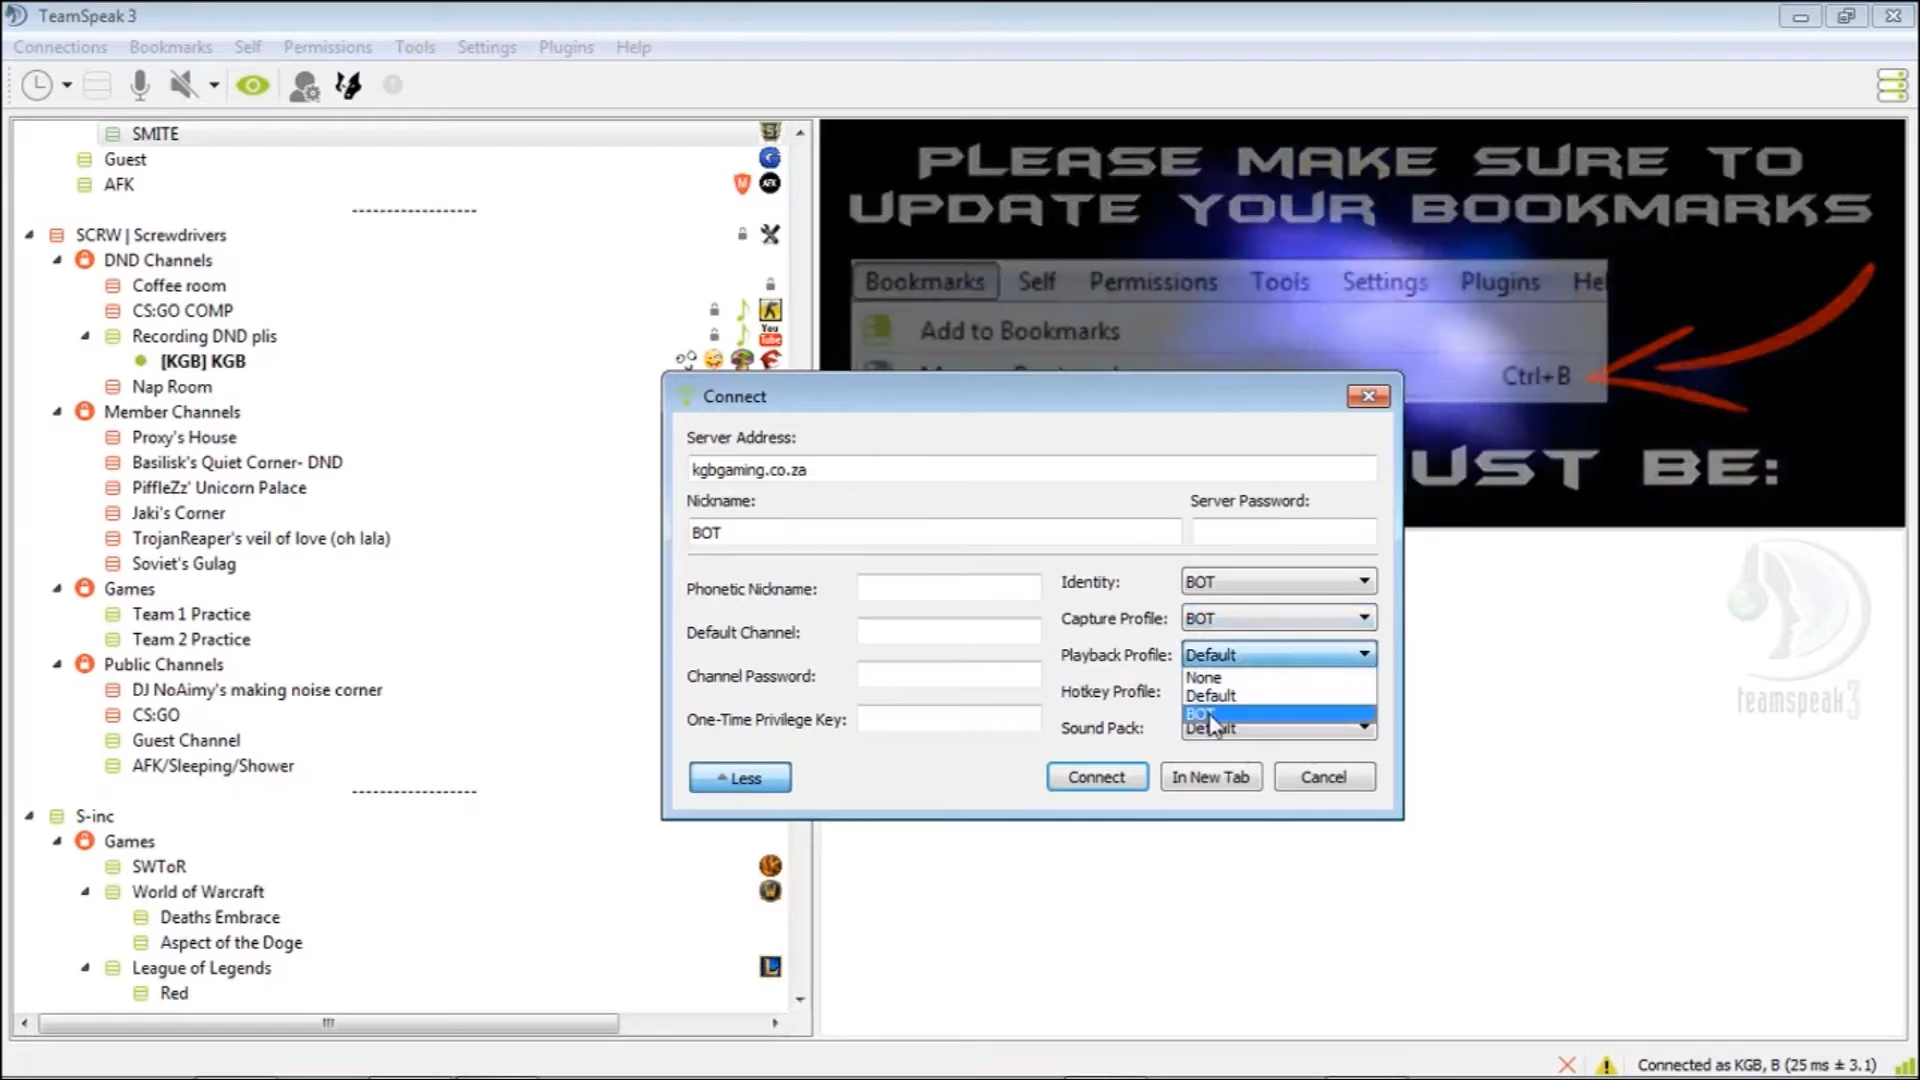 TeamSpeak 3
Connections Bookmarks Self Permissions Tools Settings Plugins Help
SMITE
Guest
AFK
AFK
-------------------
SCRW | Screwdrivers
DND Channels
Coffee room
CS:GO COMP
Recording DND plis
You
Tube
[KGB] KGB
Nap Room
Member Channels
Proxy's House
Basilisk's Quiet Corner- DND
PiffleZz' Unicorn Palace
Jaki's Corner
TrojanReaper's veil of love (oh lala)
Soviet's Gulag
Games
Team 1 Practice
Team 2 Practice
Public Channels
DJ NoAimy's making noise corner
CS:GO
Guest Channel
AFK/Sleeping/Shower
-------------------
S-inc
Games
SWToR
World of Warcraft
Deaths Embrace
Aspect of the Doge
League of Legends
Red
PLEASE MAKE SURE TO
UPDATE YOUR BOOKMARKS
Bookmarks Self Permissions Tools Settings Plugins Hel
Add to Bookmarks
Ctrl+B
UST BE:
Connect
Server Address:
kgbgaming.co.za
Nickname: Server Password:
BOT
Phonetic Nickname:
Default Channel:
Channel Password:
One-Time Privilege Key:
Identity: BOT
Capture Profile: BOT
Playback Profile: Default
None
Default
BOT
Hotkey Profile:
Sound Pack: Default
Less Connect In New Tab Cancel
teamspeak3
Connected as KGB, B (25 ms ± 3.1)